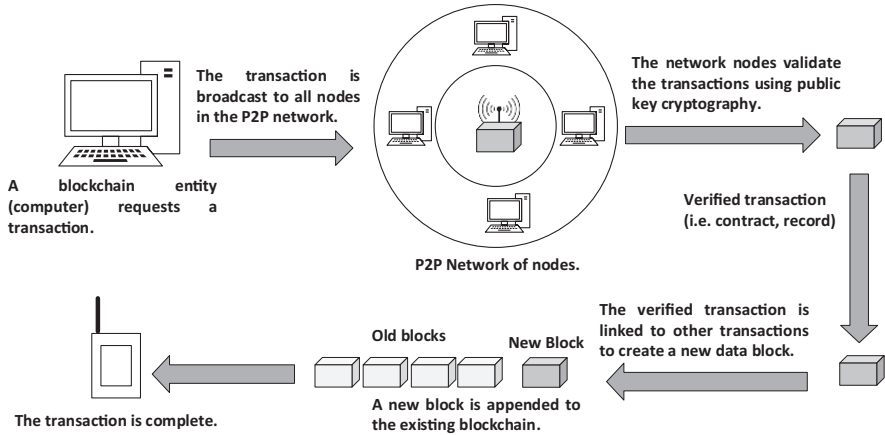 The transaction is
broadcast to all nodes
in the P2P network.
A blockchain entity
(computer) requests a
transaction.
P2P Network of nodes.
The network nodes validate
the transactions using public
key cryptography.
Verified transaction
(i.e. contract, record)
The verified transaction is
linked to other transactions
to create a new data block.
Old blocks
New Block
A new block is appended to
the existing blockchain.
The transaction is complete.